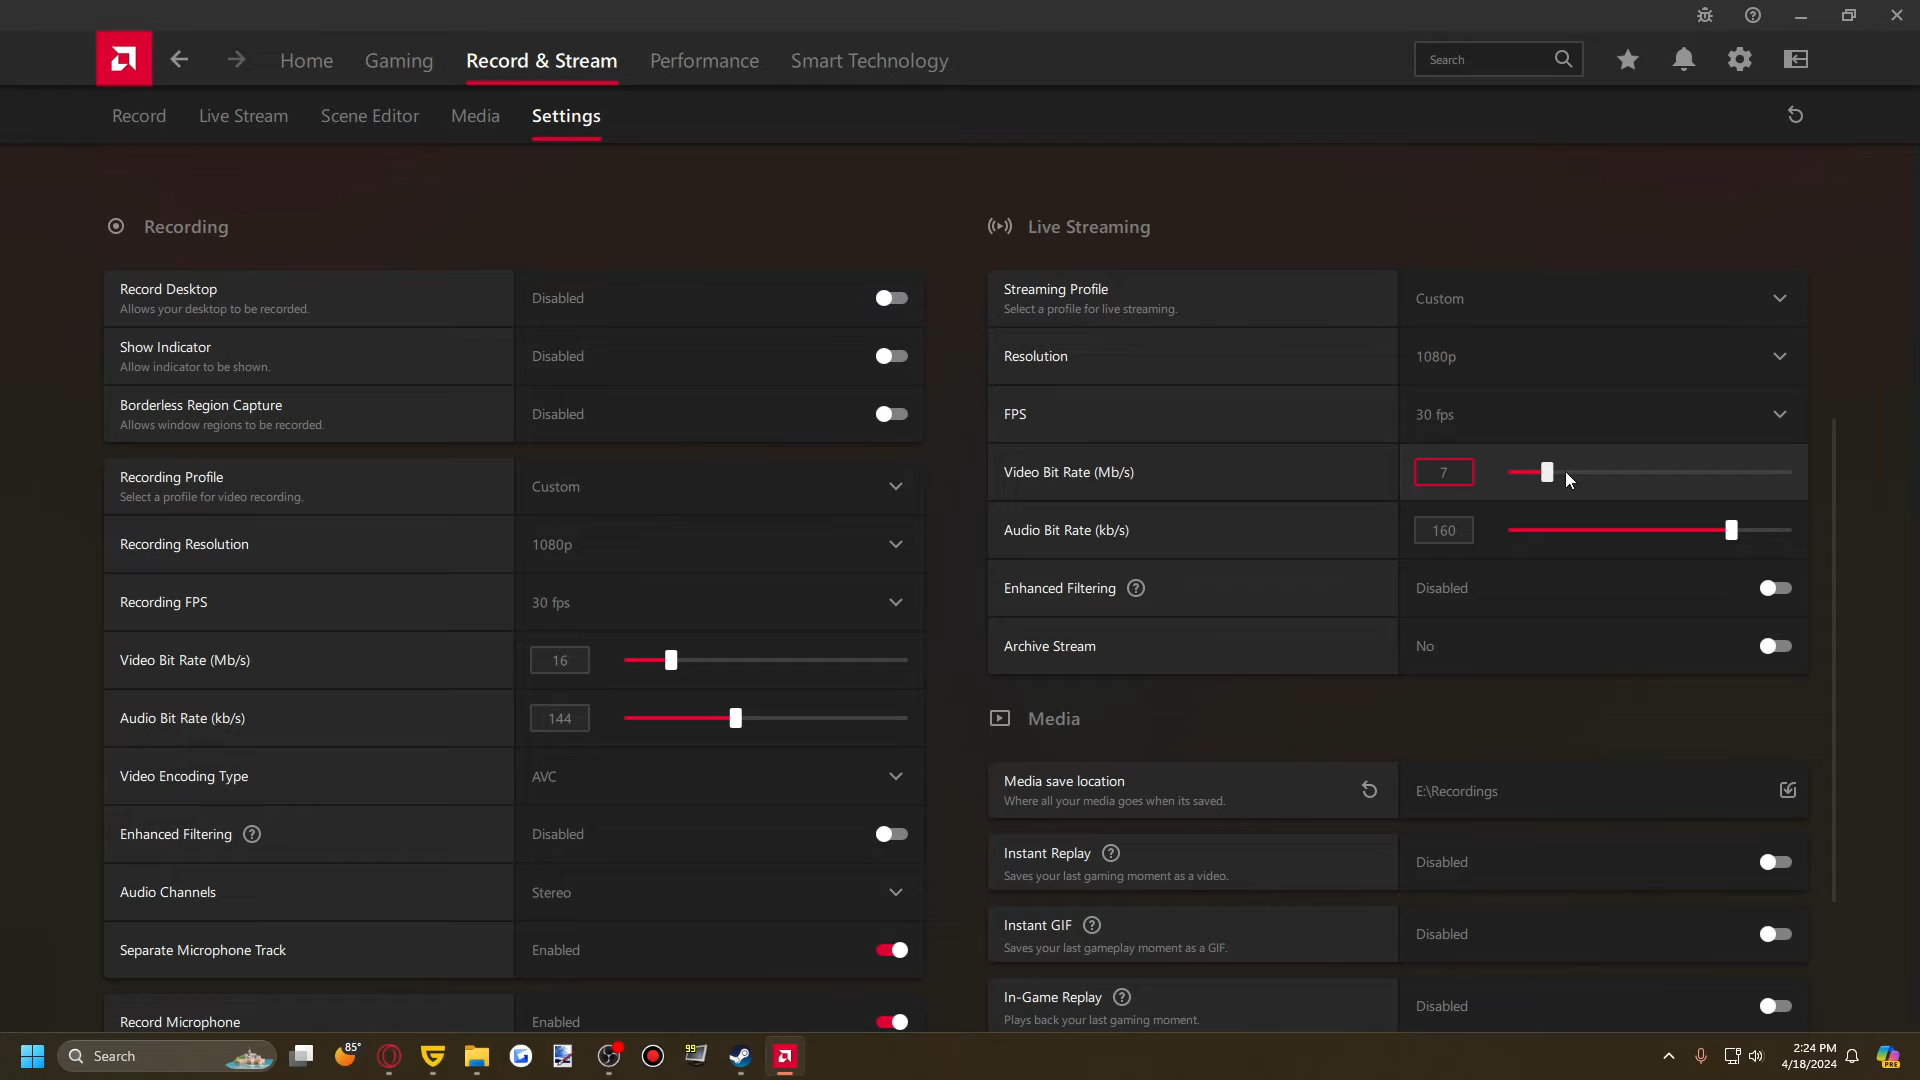 Home Gaming Record & Stream Performance Smart Technology Search
Record Live Stream Scene Editor Media Settings
Recording
Record Desktop
Allows your desktop to be recorded.
Disabled
Show Indicator
Allow indicator to be shown.
Disabled
Borderless Region Capture
Allows window regions to be recorded.
Disabled
Recording Profile
Select a profile for video recording.
Custom
Recording Resolution 1080p
Recording FPS 30 fps
Video Bit Rate (Mb/s) 16
Audio Bit Rate (kb/s) 144
Video Encoding Type AVC
Enhanced Filtering ? Disabled
Audio Channels Stereo
Separate Microphone Track Enabled
Record Microphone Enabled
Live Streaming
Streaming Profile
Select a profile for live streaming.
Custom
Resolution 1080p
FPS 30 fps
Video Bit Rate (Mb/s) 7
Audio Bit Rate (kb/s) 160
Enhanced Filtering ? Disabled
Archive Stream No
Media
Media save location
Where all your media goes when its saved.
E:\Recordings
Instant Replay ?
Saves your last gaming moment as a video.
Disabled
Instant GIF ?
Saves your last gameplay moment as a GIF.
Disabled
In-Game Replay ?
Plays back your last gaming moment.
Disabled
Search
85°
99
2:24 PM
4/18/2024
PRE